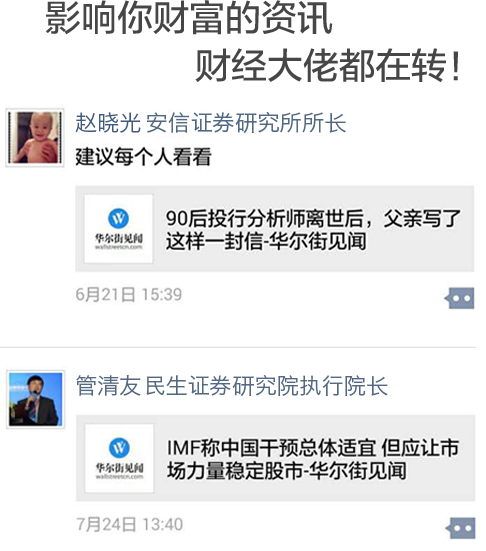 影响你财富的资讯
财经大佬都在转!
赵晓光 安信证券研究所所长
建议每个人看看
华尔街见闻
wallstreetcn.com
90后投行分析师离世后，父亲写了
这样一封信-华尔街见闻
6月21日 15:39
管清友 民生证券研究院执行院长
华尔街见闻
wallstreetcn.com
IMF称中国干预总体适宜 但应让市
场力量稳定股市-华尔街见闻
7月24日 13:40